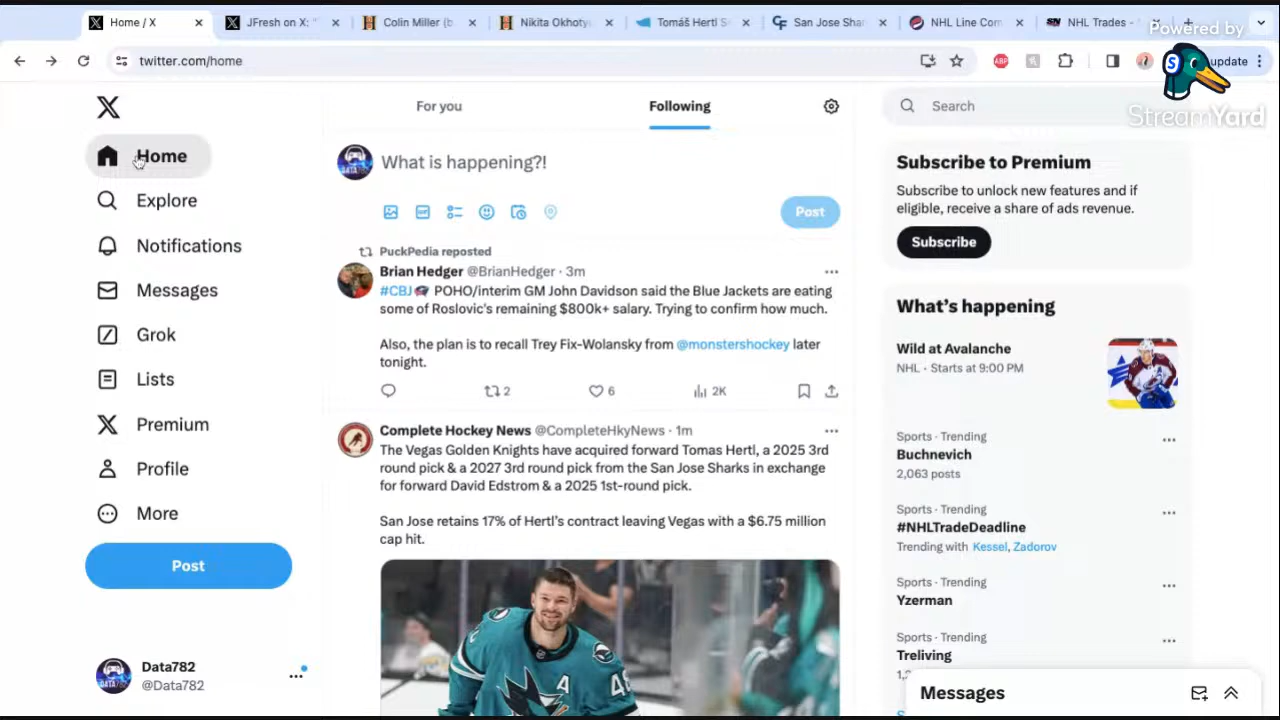 Home / X
JFresh on X: "
Colin Miller (b
Nikita Okhotyu
Tomáš Hertl S
San Jose Shar
NHL Line Com
NHL Trades -
Powered by
StreamYard
twitter.com/home
ABP
update
Home
Explore
Notifications
Messages
Grok
Lists
Premium
Profile
More
Post
Data782
@Data782
For you
Following
What is happening?!
Post
PuckPedia reposted
Brian Hedger @BrianHedger · 3m
#CBJ POHO/interim GM John Davidson said the Blue Jackets are eating
some of Roslovic's remaining $800k+ salary. Trying to confirm how much.
Also, the plan is to recall Trey Fix-Wolansky from @monstershockey later
tonight.
2
6
2K
Complete Hockey News @CompleteHkyNews · 1m
The Vegas Golden Knights have acquired forward Tomas Hertl, a 2025 3rd
round pick & a 2027 3rd round pick from the San Jose Sharks in exchange
for forward David Edstrom & a 2025 1st-round pick.
San Jose retains 17% of Hertl's contract leaving Vegas with a $6.75 million
cap hit.
Search
Subscribe to Premium
Subscribe to unlock new features and if
eligible, receive a share of ads revenue.
Subscribe
What's happening
Wild at Avalanche
NHL · Starts at 9:00 PM
Sports · Trending
Buchnevich
2,063 posts
Sports · Trending
#NHLTradeDeadline
Trending with Kessel, Zadorov
Sports · Trending
Yzerman
Sports · Trending
Treliving
Messages